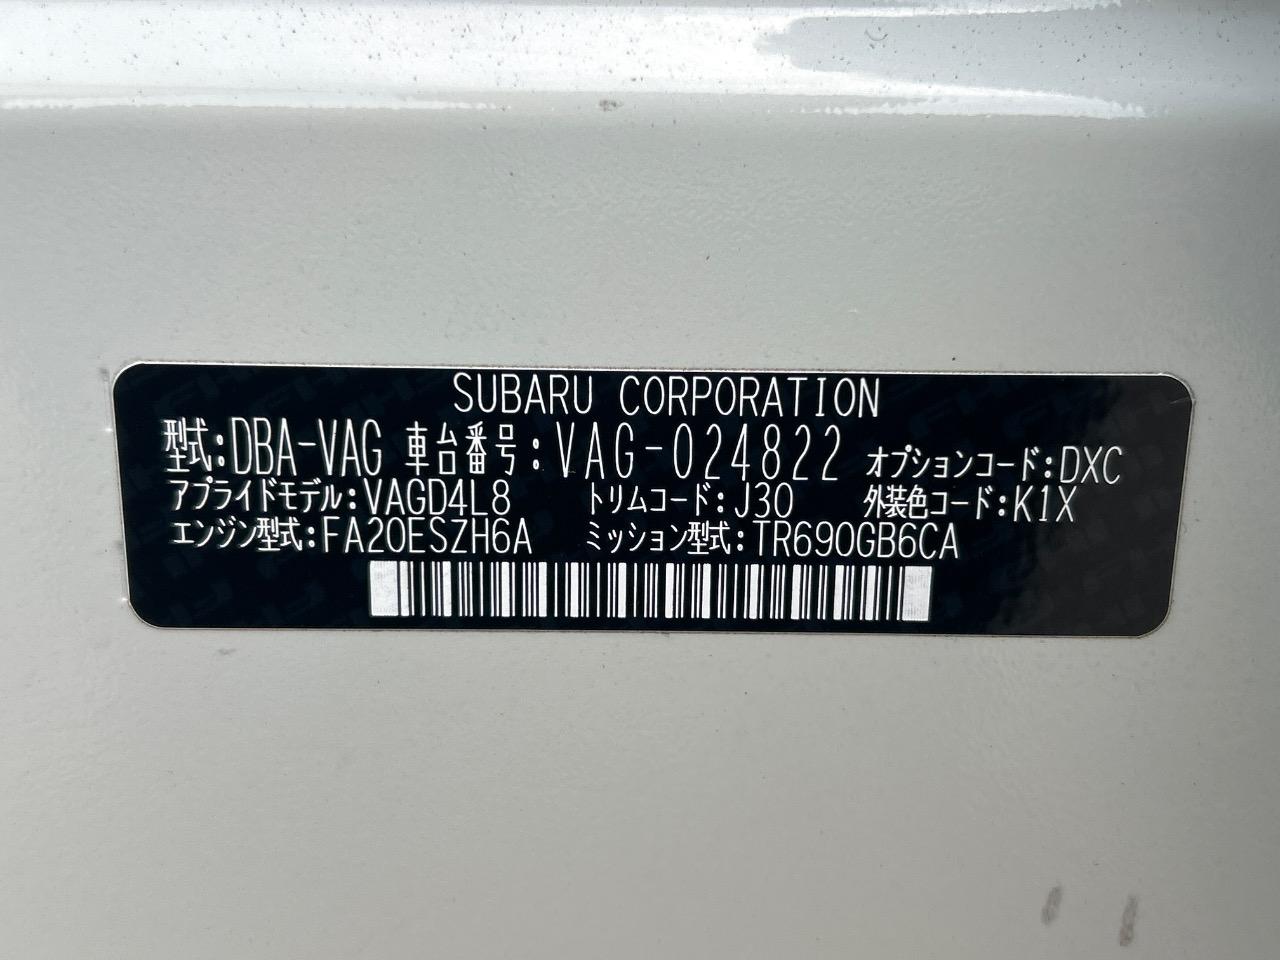 SUBARU CORPORATION
型式:DBA-VAG 車台番号:VAG-024822 オプションコード:DXC
アプライドモデル:VAGD4L8 トリムコード:J30 外装色コード:K1X
エンジン型式:FA20ESZH6A ミッション型式:TR690GB6CA